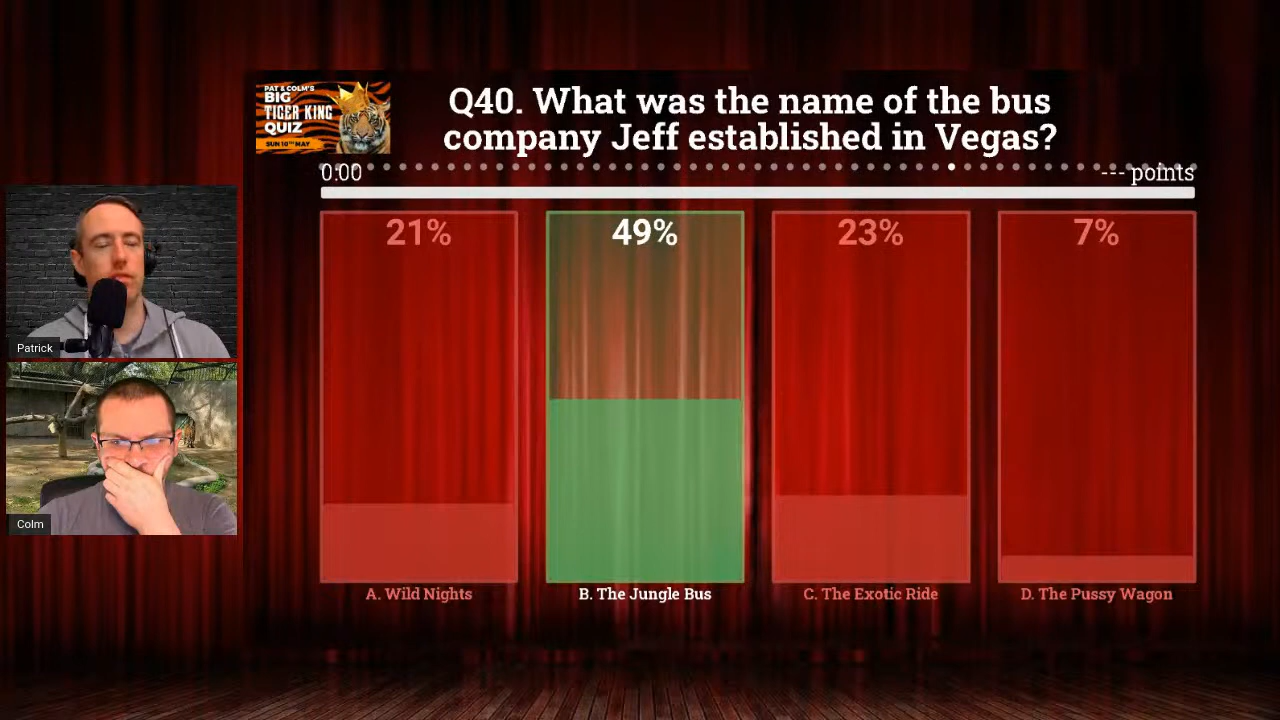 PAT & COLM'S
BIG
TIGER KING
QUIZ
SUN 10TH MAY
Q40. What was the name of the bus
company Jeff established in Vegas?
0:00
--- points
21%
49%
23%
7%
Patrick
Colm
A. Wild Nights
B. The Jungle Bus
C. The Exotic Ride
D. The Pussy Wagon